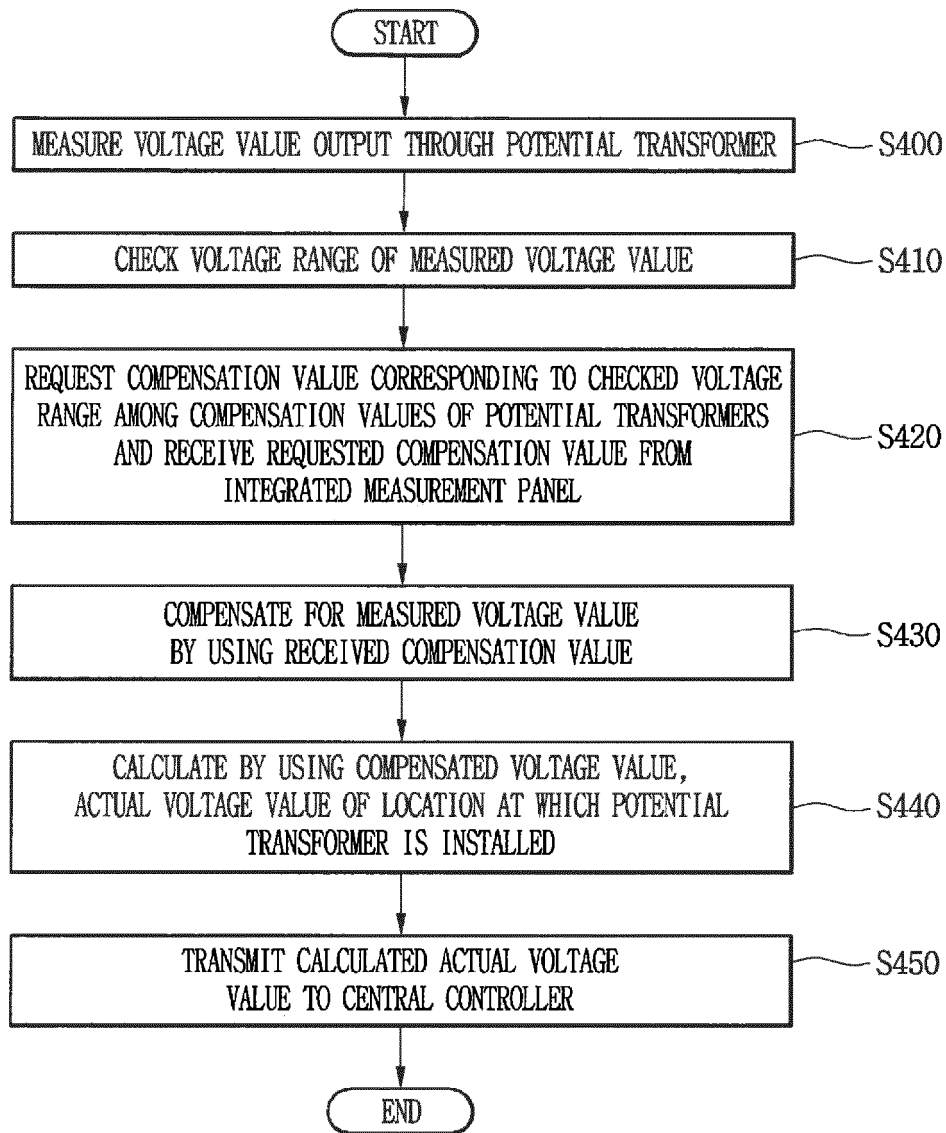 START
MEASURE VOLTAGE VALUE OUTPUT THROUGH POTENTIAL TRANSFORMER
S400
CHECK VOLTAGE RANGE OF MEASURED VOLTAGE VALUE
S410
REQUEST COMPENSATION VALUE CORRESPONDING TO CHECKED VOLTAGE
RANGE AMONG COMPENSATION VALUES OF POTENTIAL TRANSFORMERS
AND RECEIVE REQUESTED COMPENSATION VALUE FROM
INTEGRATED MEASUREMENT PANEL
S420
COMPENSATE FOR MEASURED VOLTAGE VALUE
BY USING RECEIVED COMPENSATION VALUE
S430
CALCULATE BY USING COMPENSATED VOLTAGE VALUE,
ACTUAL VOLTAGE VALUE OF LOCATION AT WHICH POTENTIAL
TRANSFORMER IS INSTALLED
S440
TRANSMIT CALCULATED ACTUAL VOLTAGE
VALUE TO CENTRAL CONTROLLER
S450
END